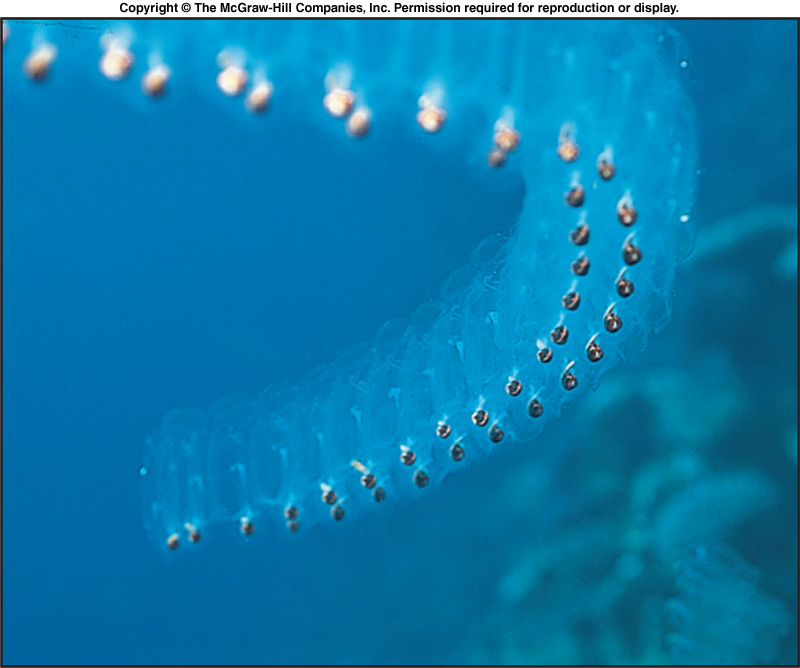 Copyright © The McGraw-Hill Companies, Inc. Permission required for reproduction or display.